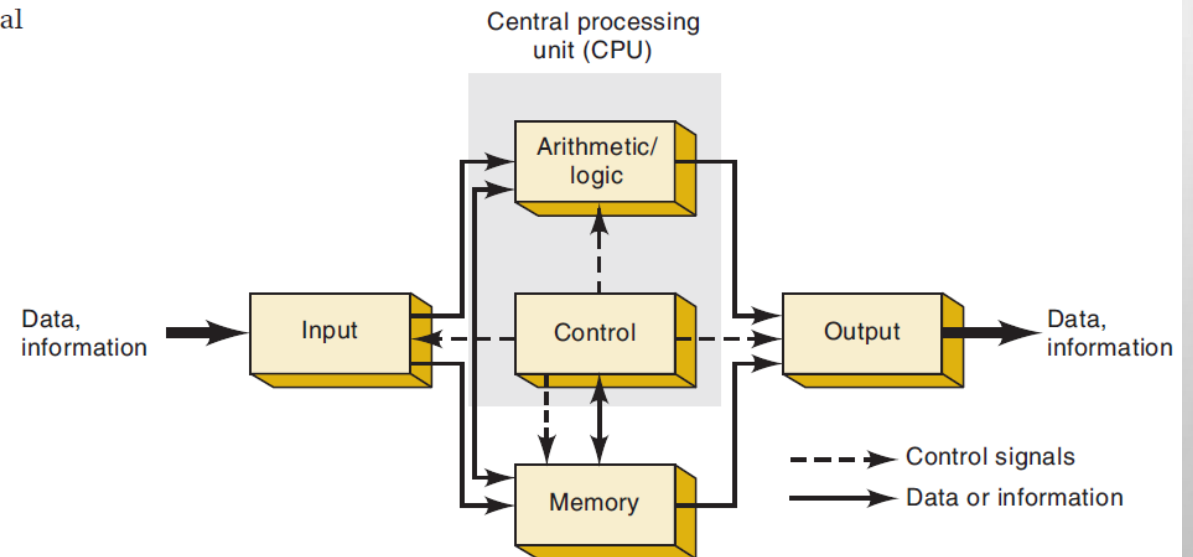 al
Central processing
unit (CPU)
Arithmetic/
logic
Data,
information
Input
Control
Output
Data,
information
Memory
Control signals
Data or information